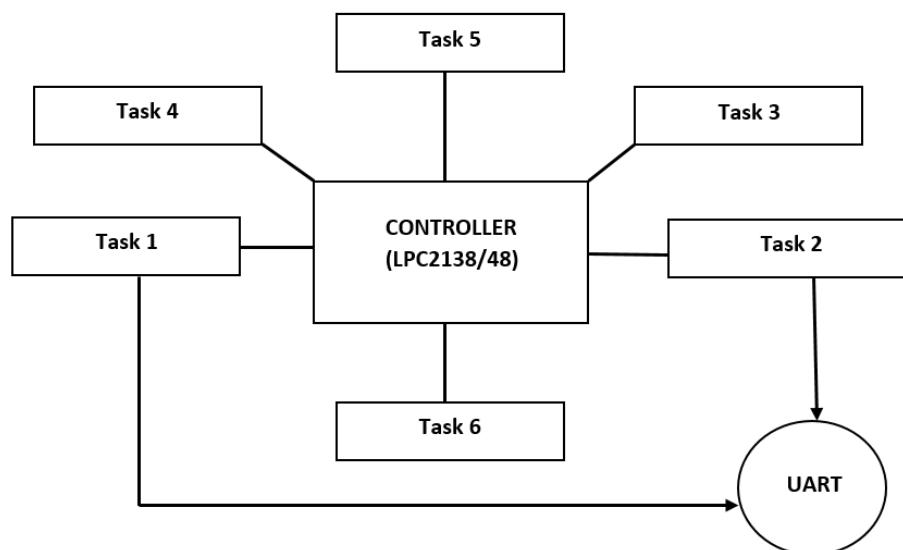 Task 5
Task 4
Task 3
CONTROLLER
(LPC2138/48)
Task 1
Task 2
Task 6
UART